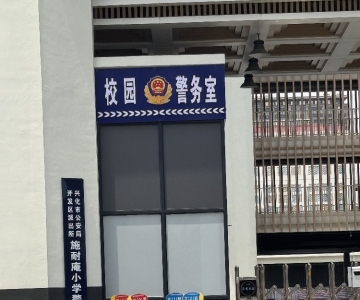 校园 警务室
兴化市公安局
开发区派出所
施耐庵小学警